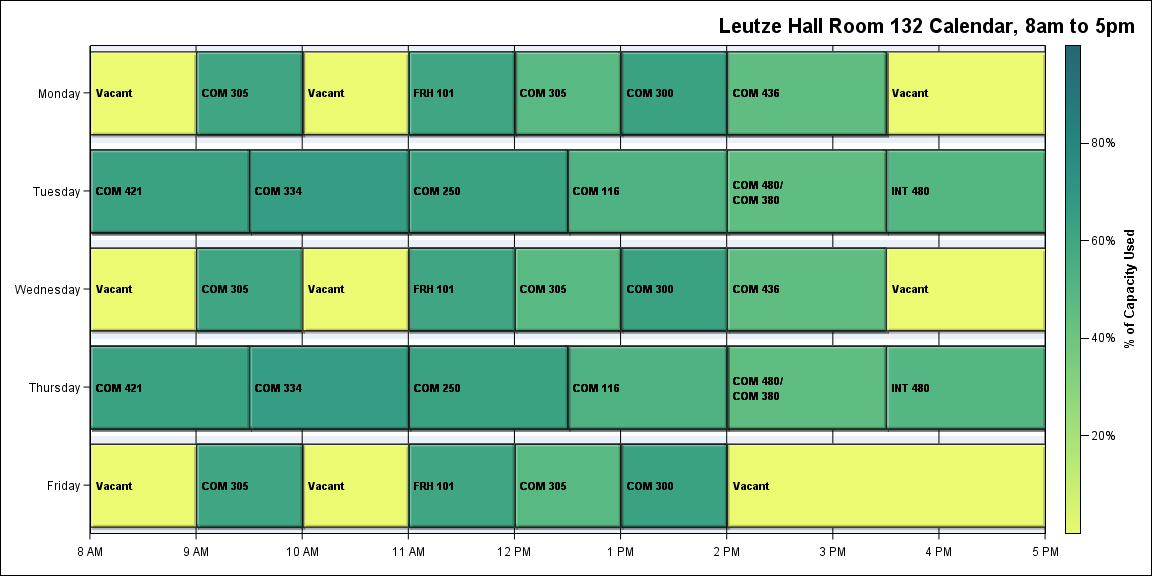 Leutze Hall Room 132 Calendar, 8am to 5pm
Monday
Vacant
COM 305
Vacant
FRH 101
COM 305
COM 300
COM 436
Vacant
Tuesday
COM 421
COM 334
COM 250
COM 116
COM 480/
COM 380
INT 480
Wednesday
Vacant
COM 305
Vacant
FRH 101
COM 305
COM 300
COM 436
Vacant
Thursday
COM 421
COM 334
COM 250
COM 116
COM 480/
COM 380
INT 480
Friday
Vacant
COM 305
Vacant
FRH 101
COM 305
COM 300
Vacant
8 AM
9 AM
10 AM
11 AM
12 PM
1 PM
2 PM
3 PM
4 PM
5 PM
80%
60%
40%
20%
% of Capacity Used